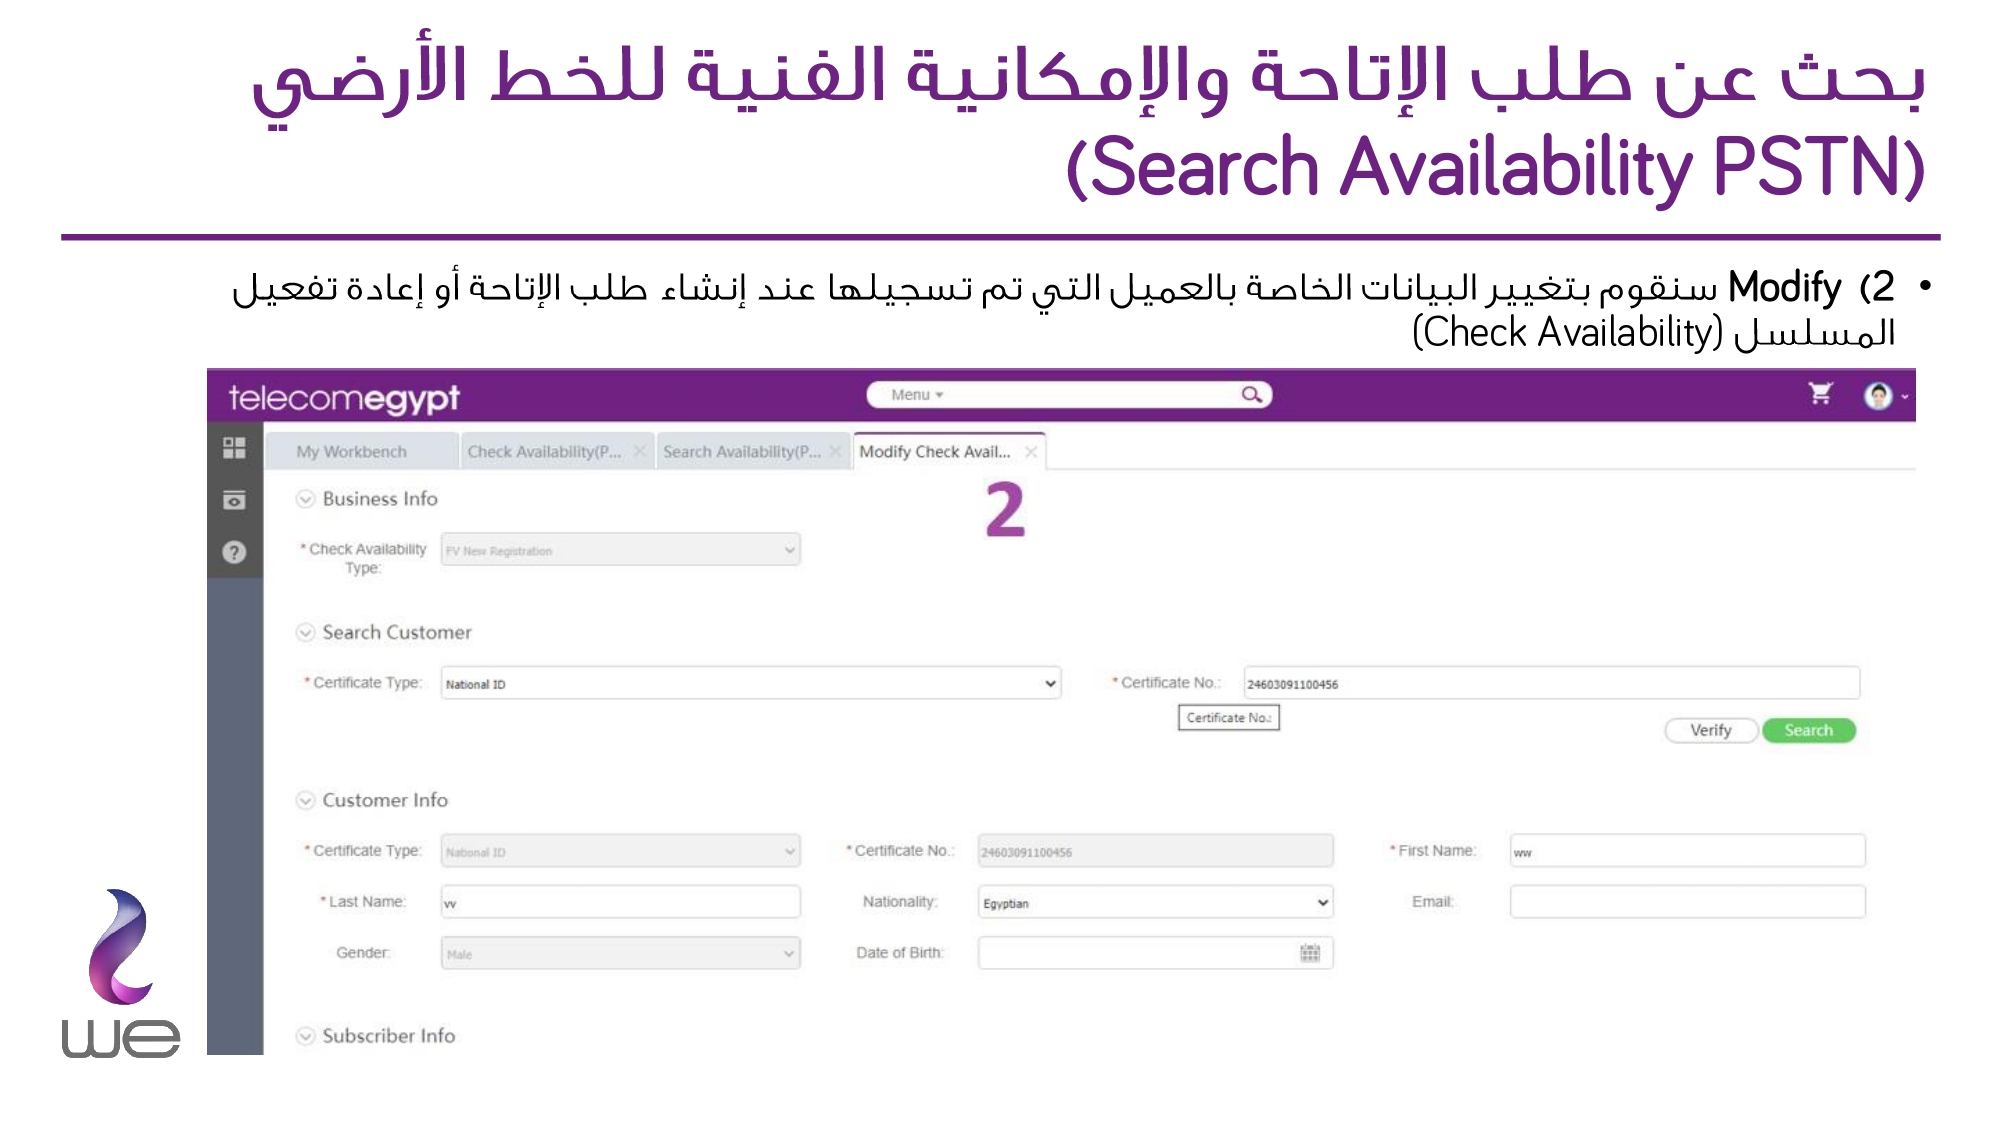 بحث عن طلب الإتاحة والإمكانية الفنية للخط الأرضي
(Search Availability PSTN)
• 2) Modify سنقوم بتغيير البيانات الخاصة بالعميل التي تم تسجيلها عند إنشاء طلب الإتاحة أو إعادة تفعيل
المسلسل (Check Availability)
telecomegypt Menu
My Workbench Check Availability(P... Search Availability(P... Modify Check Avail...
2
Business Info
* Check Availability Type: FV New Registration
Search Customer
* Certificate Type: National ID * Certificate No.: 24603091100456
Certificate No.:
Verify Search
Customer Info
* Certificate Type: National ID * Certificate No.: 24603091100456 * First Name: ww
* Last Name: vv Nationality: Egyptian Email:
Gender: Male Date of Birth:
Subscriber Info
we